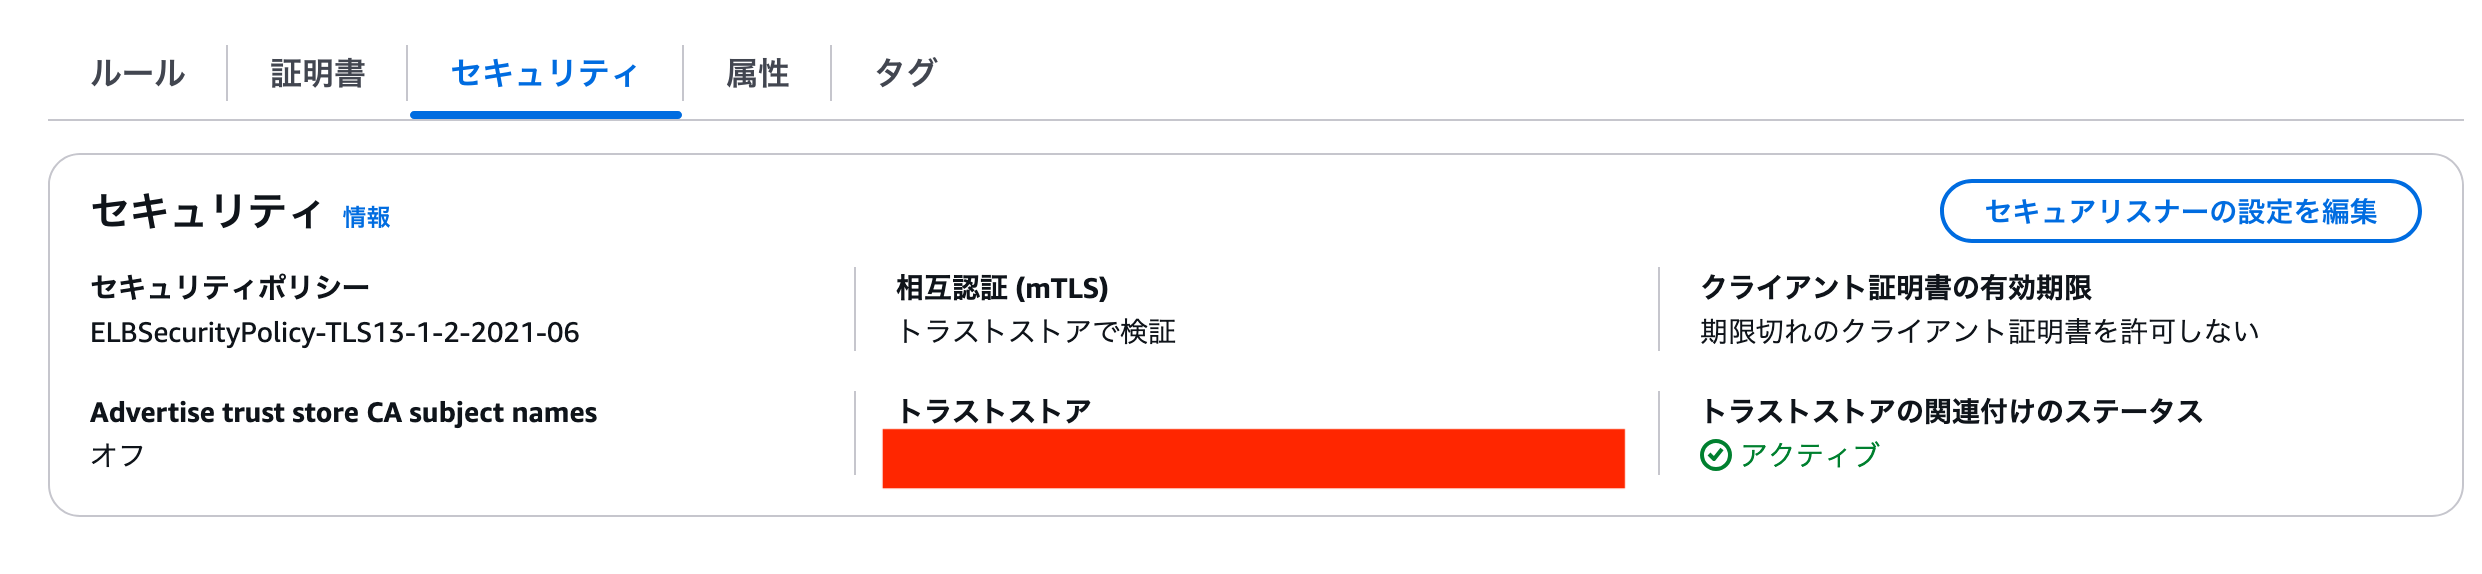 ルール
証明書
セキュリティ
属性
タグ
セキュリティ 情報
セキュアリスナーの設定を編集
セキュリティポリシー
ELBSecurityPolicy-TLS13-1-2-2021-06
相互認証 (mTLS)
トラストストアで検証
クライアント証明書の有効期限
期限切れのクライアント証明書を許可しない
Advertise trust store CA subject names
オフ
トラストストア
トラストストアの関連付けのステータス
アクティブ